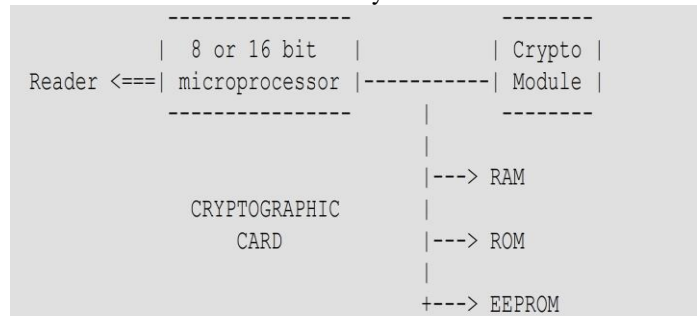 | 8 or 16 bit | | Crypto |
Reader <===| microprocessor |-----------| Module |
|---> RAM
CRYPTOGRAPHIC |
CARD |---> ROM
+---> EEPROM